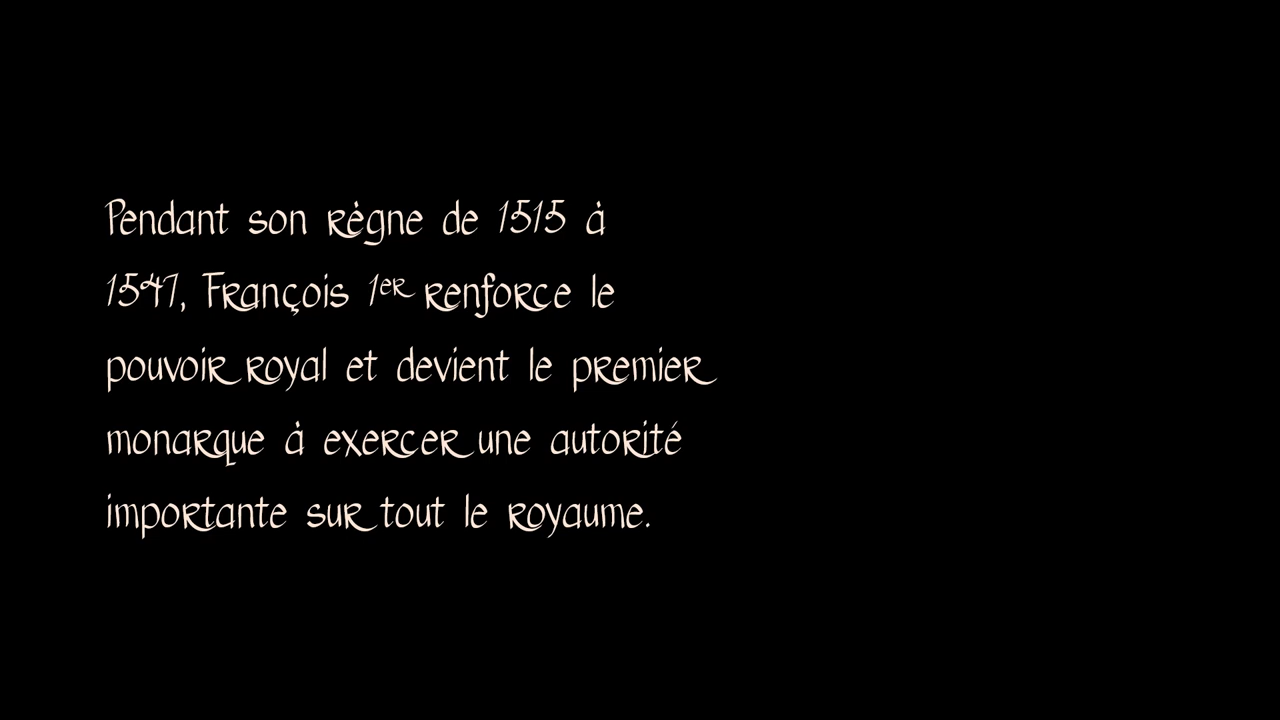 Pendant son règne de 1515 à
1547, François 1er renforce le
pouvoir royal et devient le premier
monarque à exercer une autorité
importante sur tout le royaume.